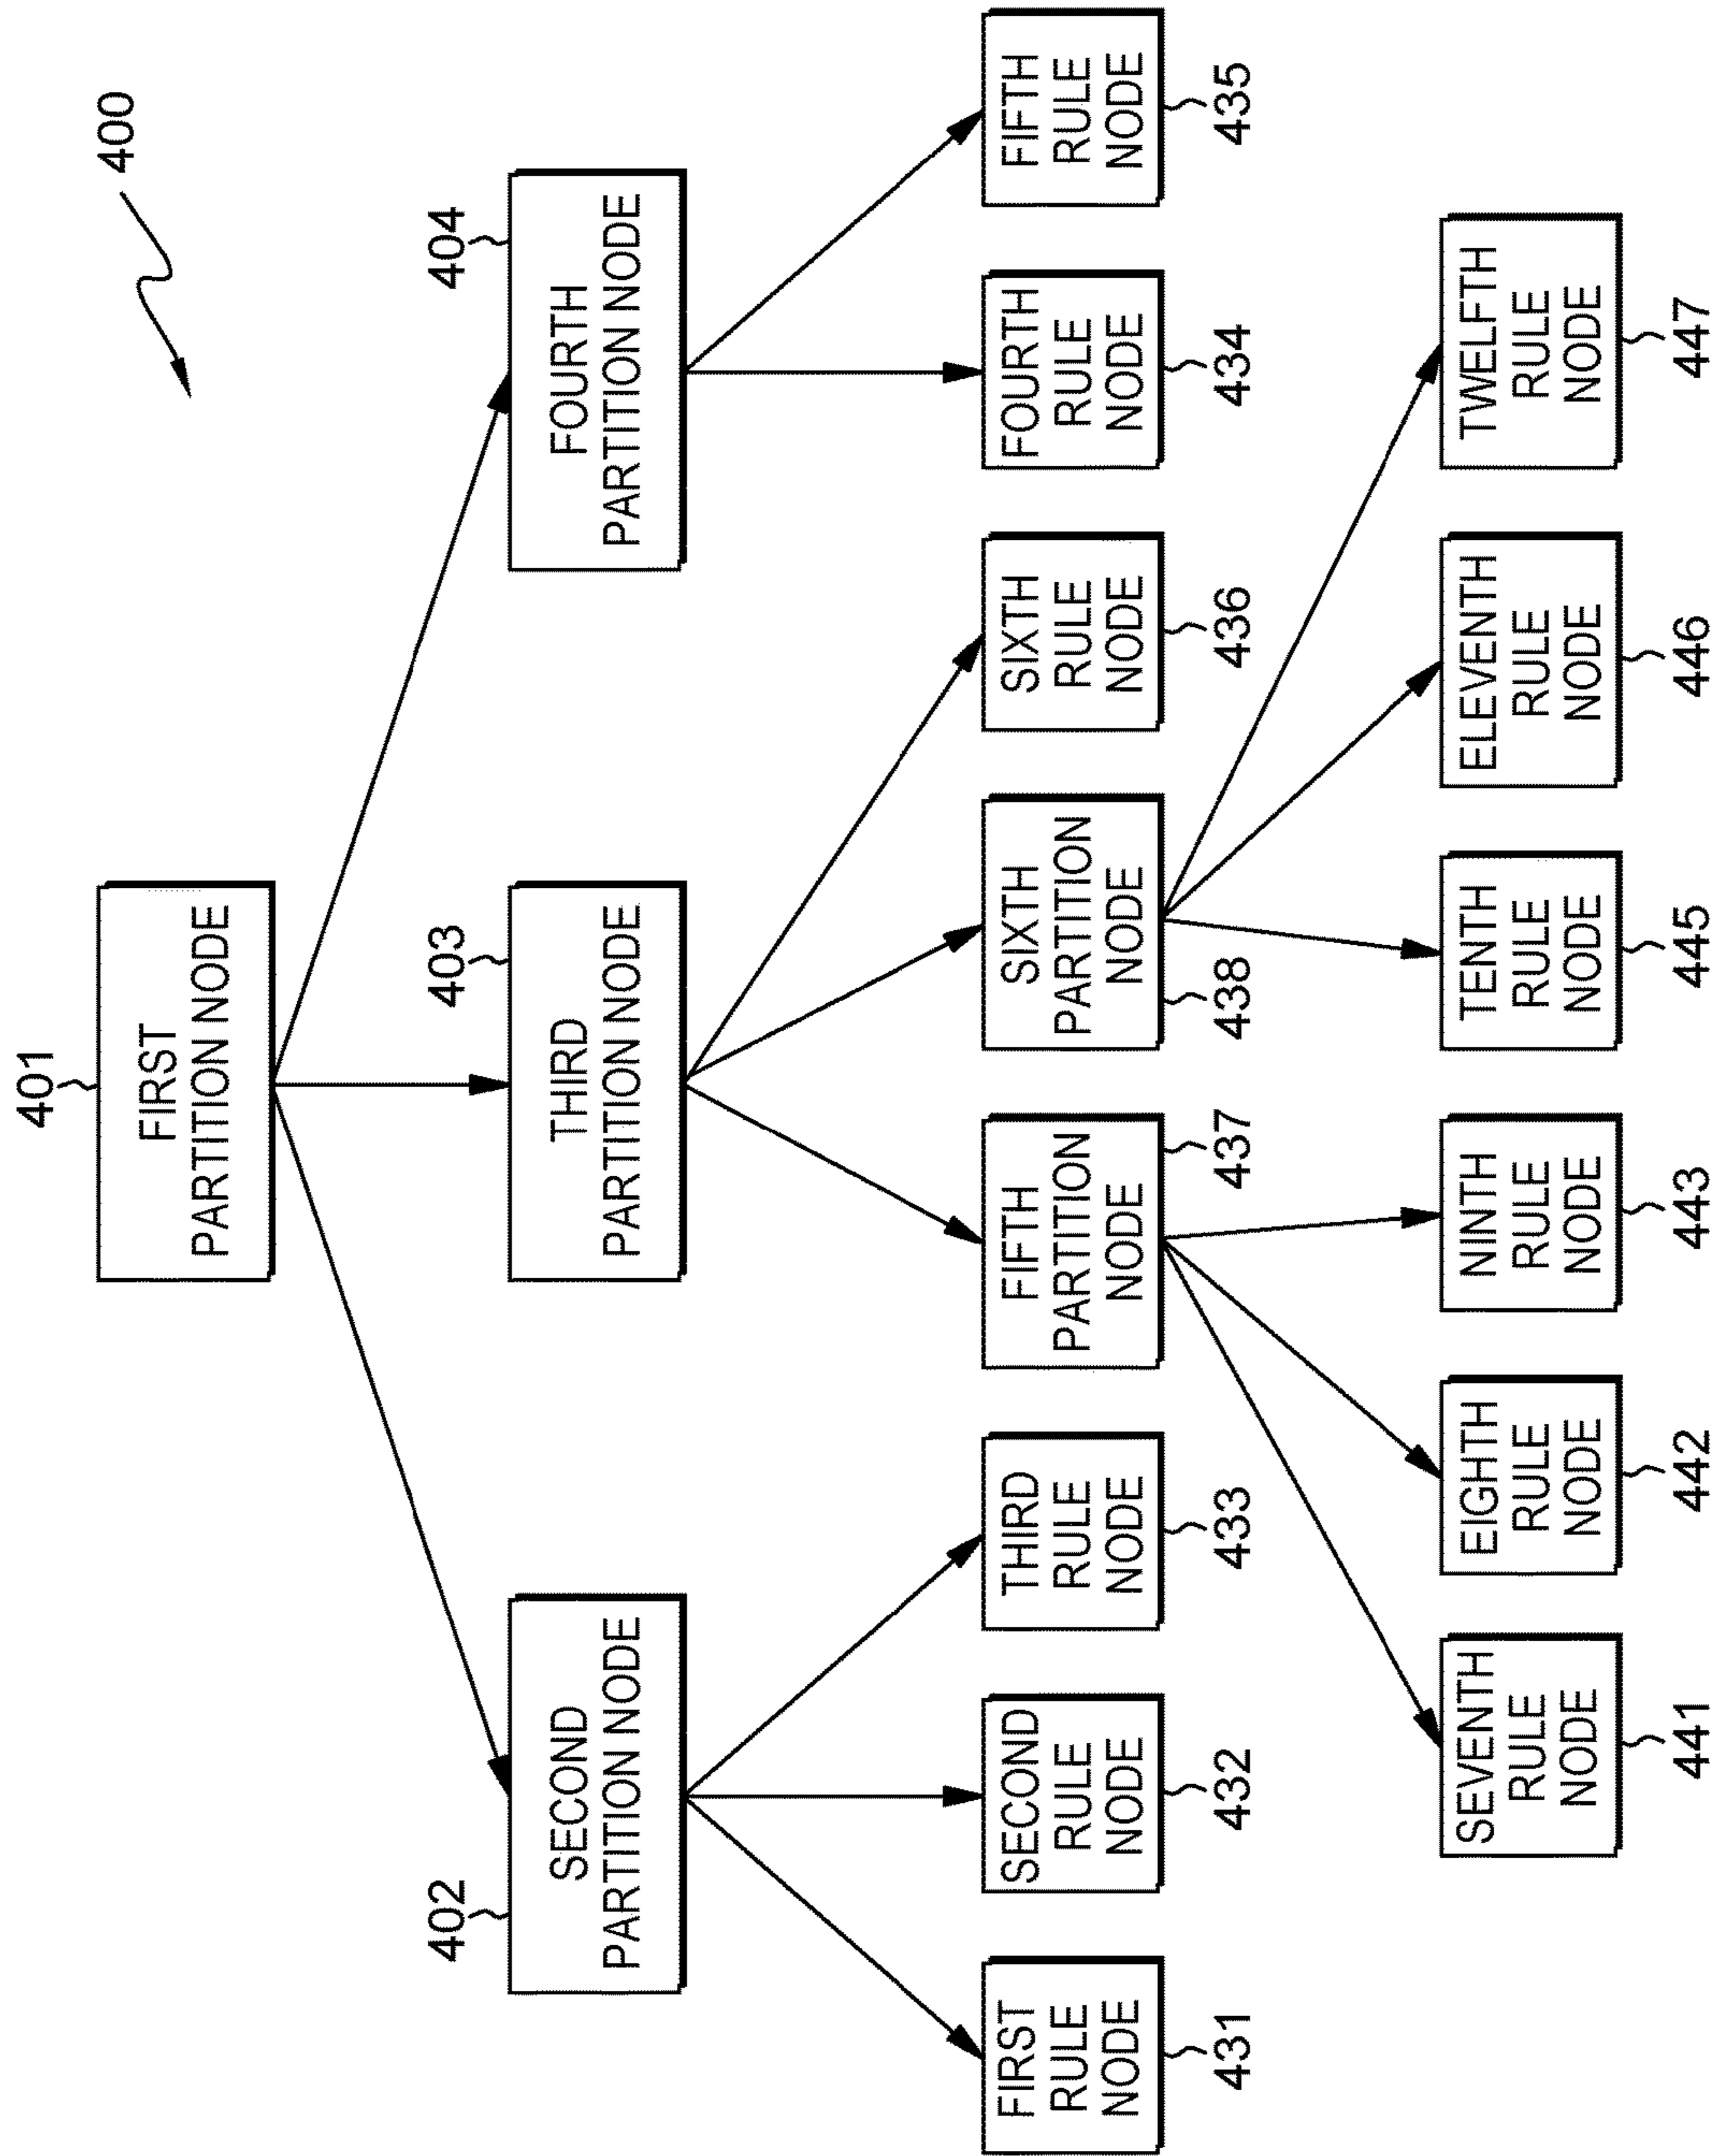 400
401
FIRST
PARTITION NODE
402
SECOND
PARTITION NODE
403
THIRD
PARTITION NODE
404
FOURTH
PARTITION NODE
FIRST
RULE
NODE
431
SECOND
RULE
NODE
432
THIRD
RULE
NODE
433
FIFTH
PARTITION
NODE
437
SIXTH
PARTITION
NODE
438
SIXTH
RULE
NODE
436
FOURTH
RULE
NODE
434
FIFTH
RULE
NODE
435
SEVENTH
RULE
NODE
441
EIGHTH
RULE
NODE
442
NINTH
RULE
NODE
443
TENTH
RULE
NODE
445
ELEVENTH
RULE
NODE
446
TWELFTH
RULE
NODE
447